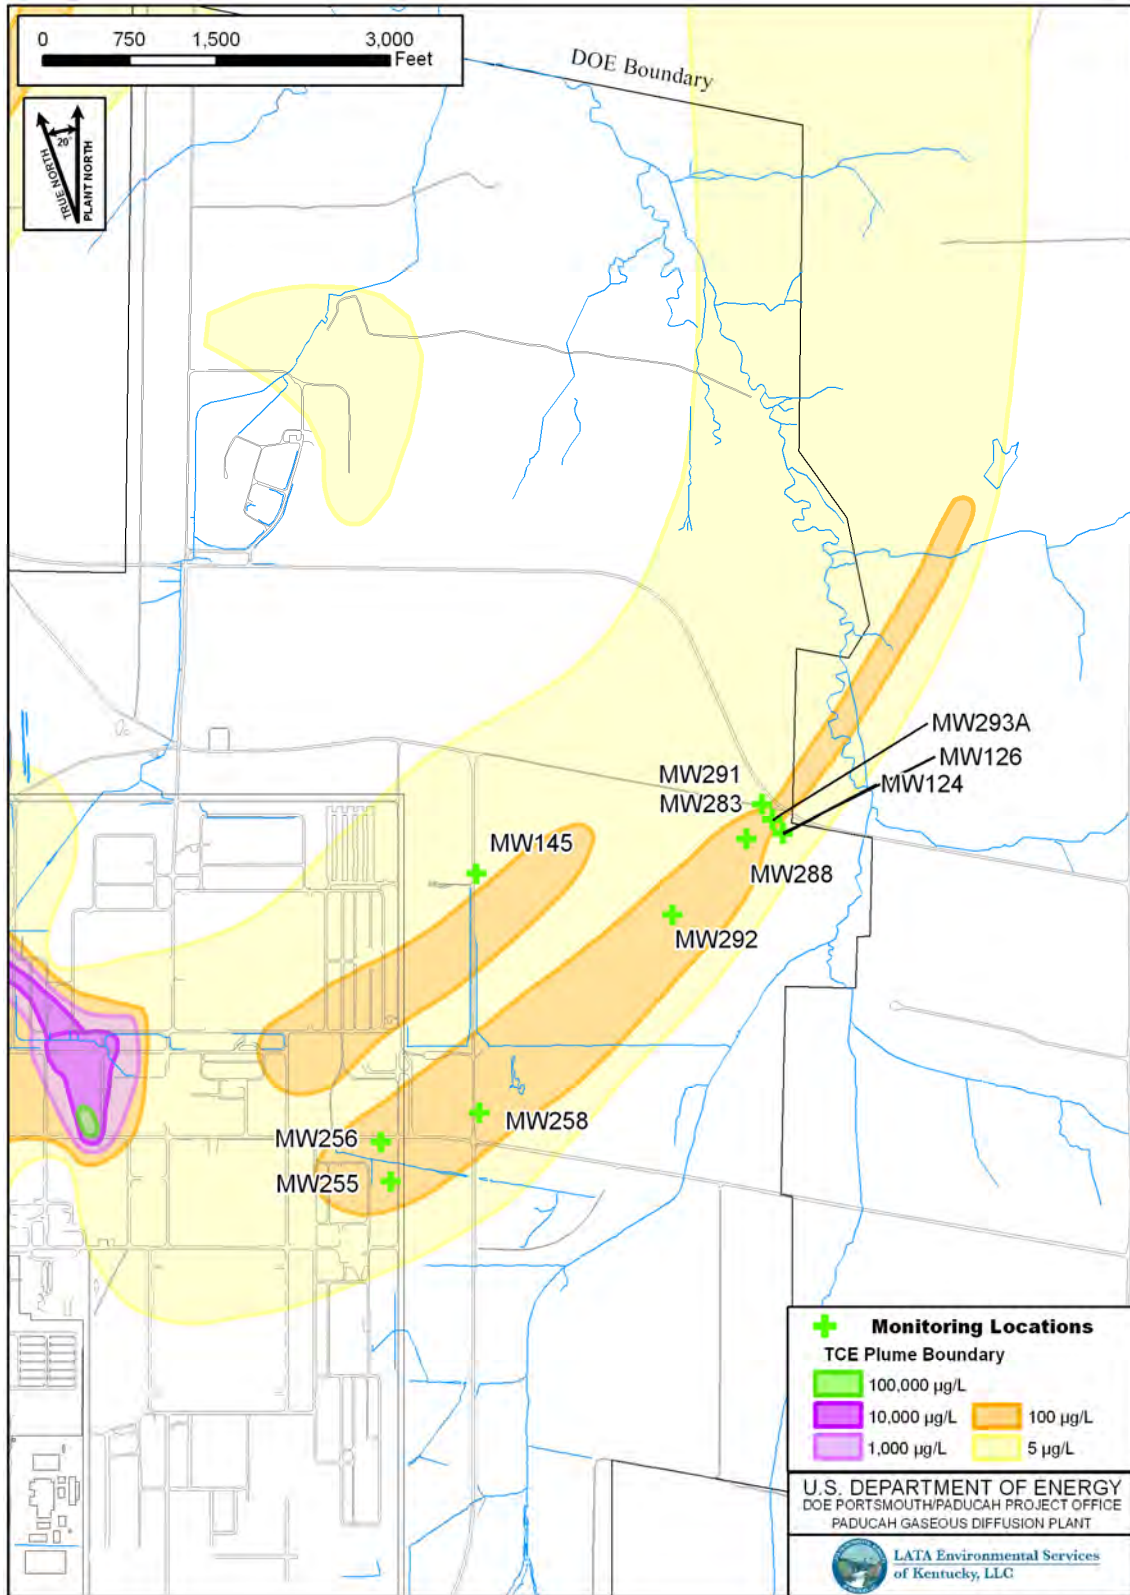 0 750 1,500 3,000
Feet
DOE Boundary
20°
TRUE NORTH
PLANT NORTH
MW293A
MW126
MW291
MW283
MW124
MW145
MW288
MW292
MW258
MW256
MW255
Monitoring Locations
TCE Plume Boundary
100,000 µg/L
10,000 µg/L 100 µg/L
1,000 µg/L 5 µg/L
U.S. DEPARTMENT OF ENERGY
DOE PORTSMOUTH/PADUCAH PROJECT OFFICE
PADUCAH GASEOUS DIFFUSION PLANT
LATA Environmental Services
of Kentucky, LLC